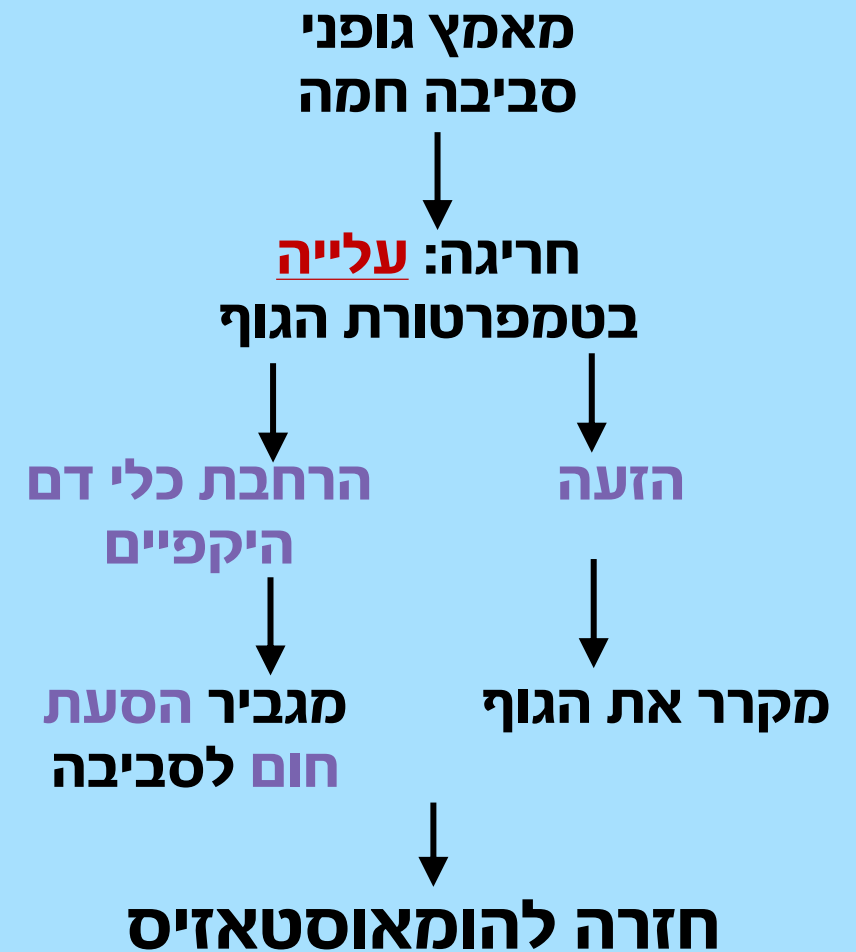 מאמץ גופני
סביבה חמה
חריגה: עלייה
בטמפרטורת הגוף
הזעה
הרחבת כלי דם
היקפיים
מקרר את הגוף
מגביר הסעת
חום לסביבה
חזרה להומאוסטאזיס